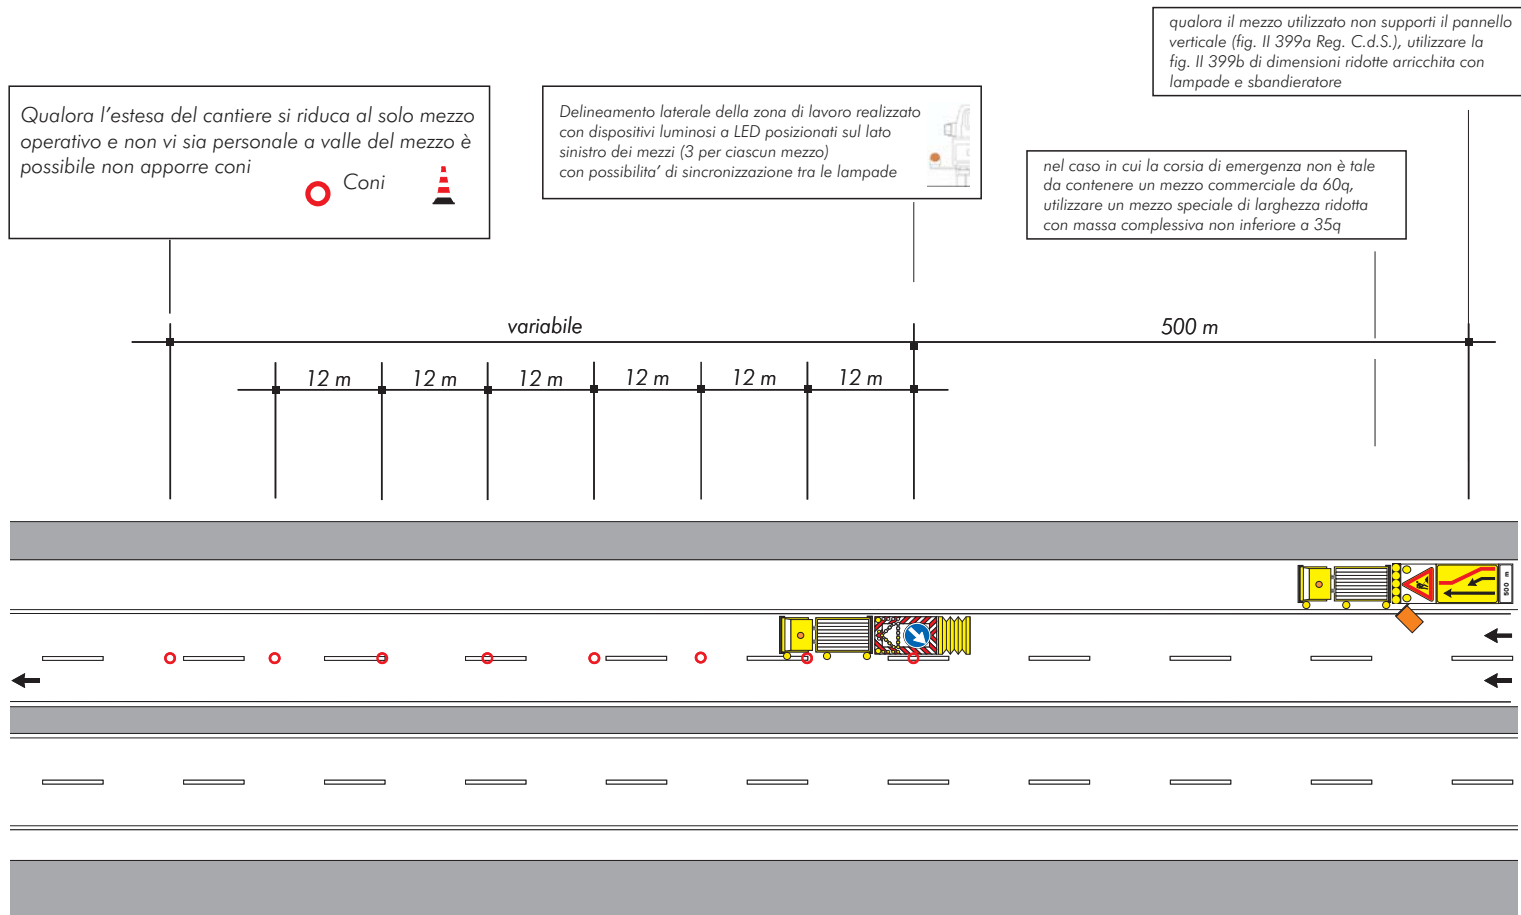 qualora il mezzo utilizzato non supporti il pannello
verticale (fig. II 399a Reg. C.d.S.), utilizzare la
fig. II 399b di dimensioni ridotte arricchita con
lampade e sbandieratore
Qualora l'estesa del cantiere si riduca al solo mezzo
operativo e non vi sia personale a valle del mezzo è
possibile non apporre coni
Coni
Delineamento laterale della zona di lavoro realizzato
con dispositivi luminosi a LED posizionati sul lato
sinistro dei mezzi (3 per ciascun mezzo)
con possibilita' di sincronizzazione tra le lampade
nel caso in cui la corsia di emergenza non è tale
da contenere un mezzo commerciale da 60q,
utilizzare un mezzo speciale di larghezza ridotta
con massa complessiva non inferiore a 35q
variabile
500 m
12 m
12 m
12 m
12 m
12 m
12 m
500 m